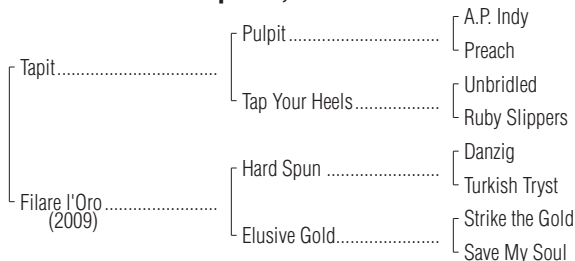 A.P. Indy
Pulpit
Preach
Tapit
Unbridled
Tap Your Heels
Ruby Slippers
Danzig
Hard Spun
Turkish Tryst
Filare l'Oro
(2009)
Strike the Gold
Elusive Gold
Save My Soul